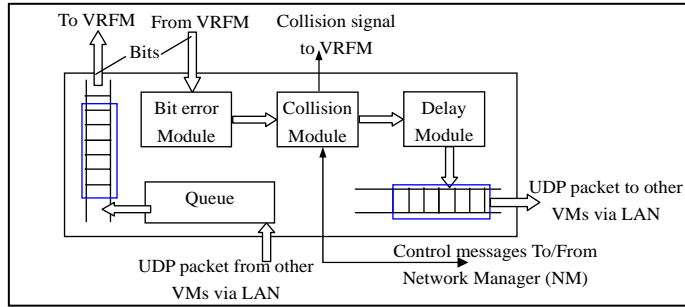 To VRFM
From VRFM
Collision signal
to VRFM
Bits
Bit error
Module
Collision
Module
Delay
Module
Queue
UDP packet to other
VMs via LAN
UDP packet from other
VMs via LAN
Control messages To/From
Network Manager (NM)